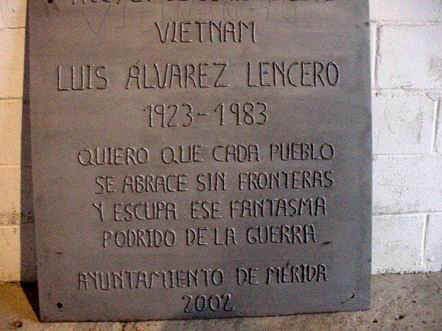 VIETNAM
LUIS ÁLVAREZ LENCERO
1923-1983
QUIERO QUE CADA PUEBLO
SE ABRACE SIN FRONTERAS
Y ESCUPA ESE FANTASMA
PODRIDO DE LA GUERRA
AYUNTAMIENTO DE MÉRIDA
2002